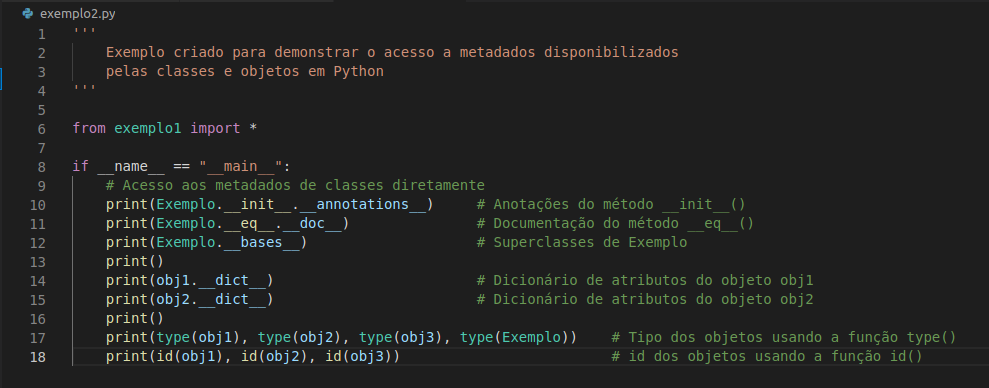 exemplo2.py
1 '''
2     Exemplo criado para demonstrar o acesso a metadados disponibilizados
3     pelas classes e objetos em Python
4 '''
5
6 from exemplo1 import *
7
8 if __name__ == "__main__":
9     # Acesso aos metadados de classes diretamente
10     print(Exemplo.__init__.__annotations__)     # Anotações do método __init__()
11     print(Exemplo.__eq__.__doc__)               # Documentação do método __eq__()
12     print(Exemplo.__bases__)                    # Superclasses de Exemplo
13     print()
14     print(obj1.__dict__)                        # Dicionário de atributos do objeto obj1
15     print(obj2.__dict__)                        # Dicionário de atributos do objeto obj2
16     print()
17     print(type(obj1), type(obj2), type(obj3), type(Exemplo))    # Tipo dos objetos usando a função type()
18     print(id(obj1), id(obj2), id(obj3))                         # id dos objetos usando a função id()